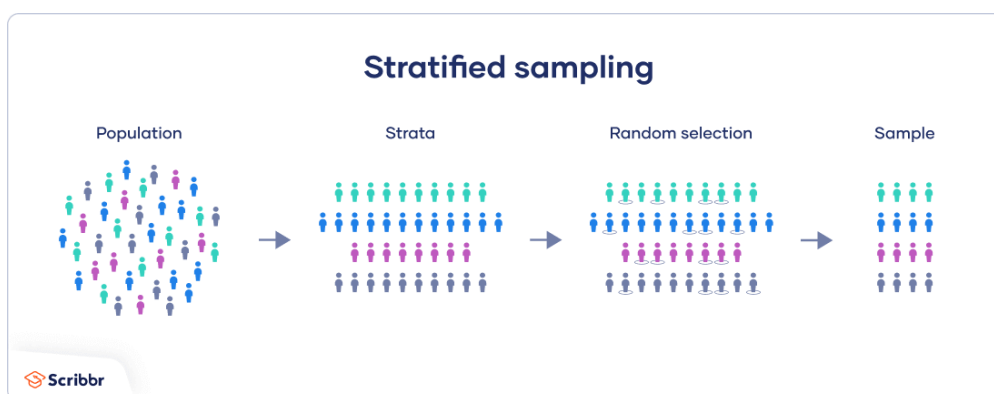 Stratified sampling
Population
Strata
Random selection
Sample
Scribbr